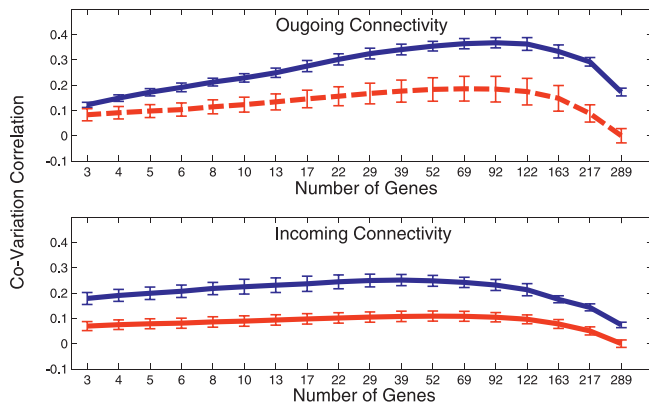 Ougoing Connectivity
0.4
0.3
0.2
0.1
0
-0.1
3 4 5 6 8 10 13 17 22 29 39 52 69 92 122 163 217 289
Number of Genes
Co-Variation Correlation
Incoming Connectivity
0.4
0.3
0.2
0.1
0
-0.1
3 4 5 6 8 10 13 17 22 29 39 52 69 92 122 163 217 289
Number of Genes